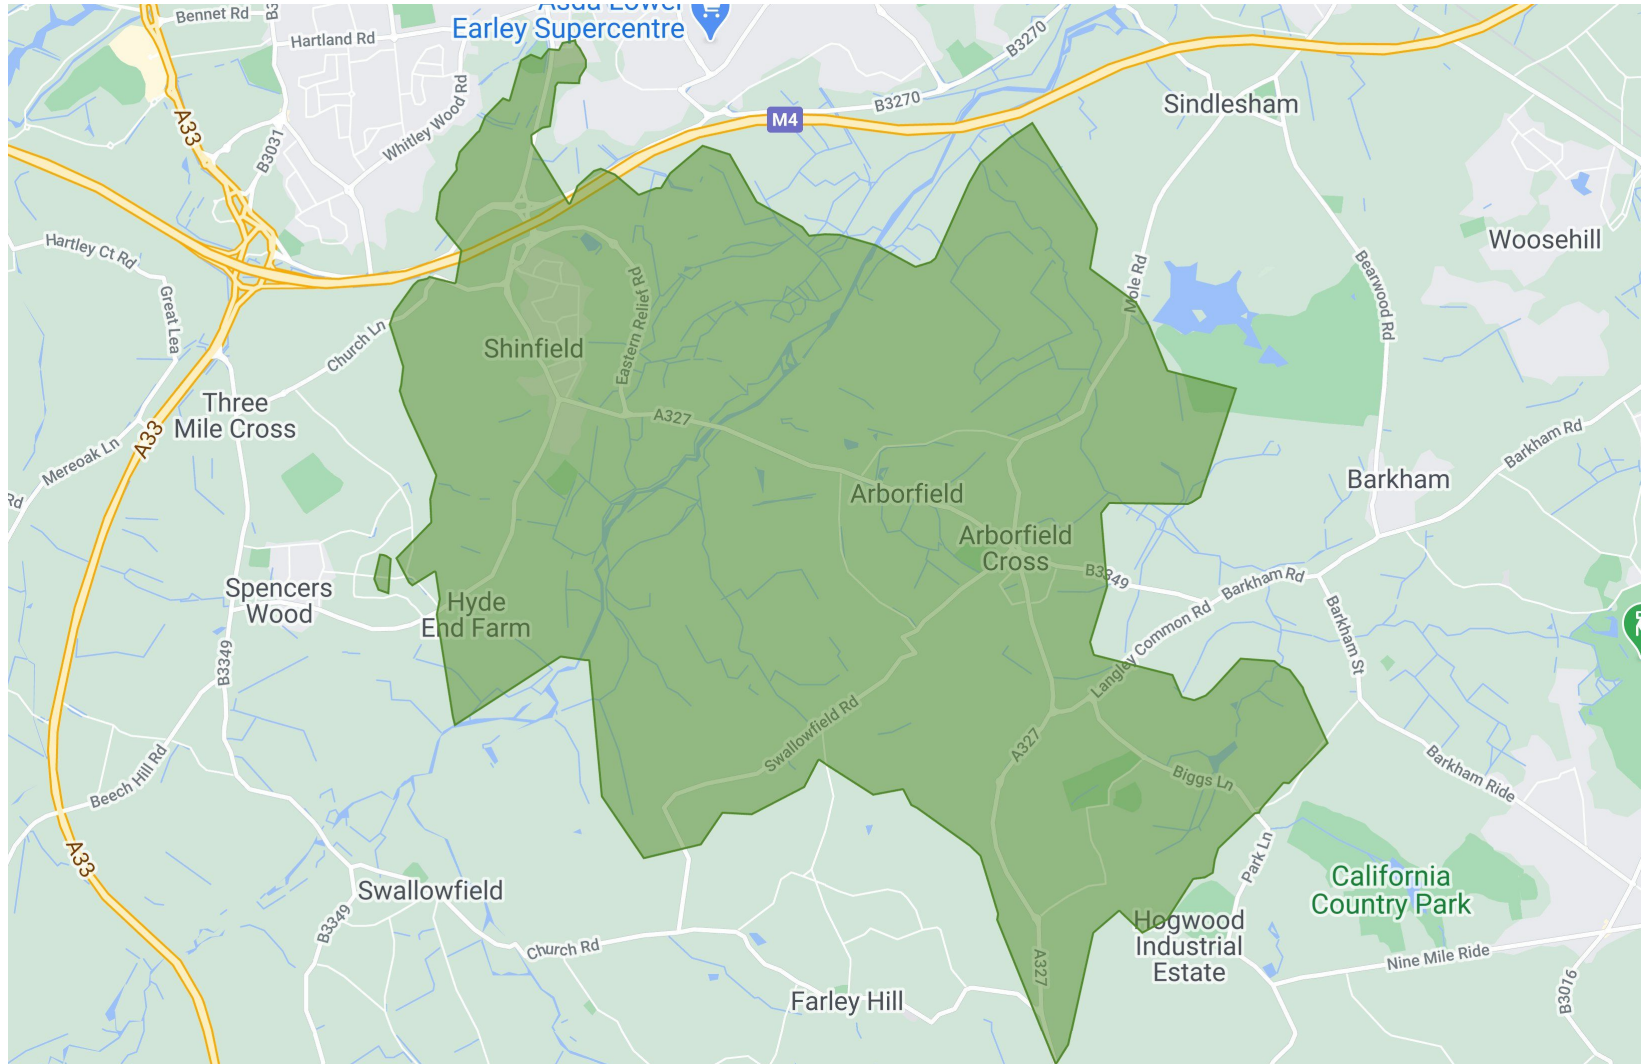 Bennet Rd
Hartland Rd
Asda Lower
Earley Supercentre
B3270
A33
B3031
Whitley Wood Rd
M4
B3270
Sindlesham
Hartley Ct Rd
Great Lea
Church Ln
Shinfield
Eastern Relief Rd
Mole Rd
Woosehill
Bearwood Rd
Three
Mile Cross
A33
Mereoak Ln
Rd
A327
Arborfield
Arborfield
Cross
Barkham
Barkham Rd
B3349
Barkham Rd
Langley Common Rd
Barkham St
Spencers
Wood
Hyde
End Farm
B3349
Swallowfield Rd
A327
Biggs Ln
Barkham Ride
Beech Hill Rd
A33
Park Ln
California
Country Park
Swallowfield
B3349
Church Rd
Hogwood
Industrial
Estate
A327
Nine Mile Ride
B3016
Farley Hill